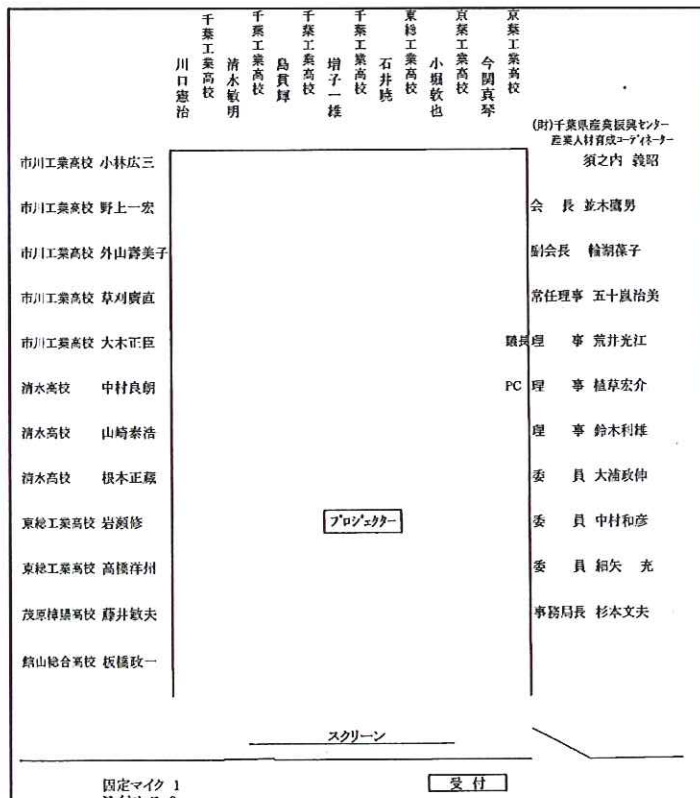 千葉工業高校 川口憲治
千葉工業高校 清水敏明
千葉工業高校 島貫輝
千葉工業高校 増子一雄
東総工業高校 石井暁
京葉工業高校 小堀敦也
京葉工業高校 今関真琴
(財)千葉県産業振興センター
産業人材育成コーディネーター
須之内 義昭
市川工業高校 小林広三
市川工業高校 野上一宏
市川工業高校 外山壽美子
市川工業高校 草刈廣直
市川工業高校 大木正臣
清水高校 中村良朗
清水高校 山崎泰浩
清水高校 根本正蔵
東総工業高校 岩瀬修
東総工業高校 高橋洋州
茂原樟陽高校 藤井敏夫
館山総合高校 板橋政一
会 長 並木鷹男
副会長 輪湖葆子
常任理事 五十嵐治美
議長 理 事 荒井光江
PC 理 事 植草宏介
理 事 鈴木利雄
委 員 大浦政伸
委 員 中村和彦
委 員 細矢 充
事務局長 杉本文夫
プロジェクター
スクリーン
固定マイク 1
受 付